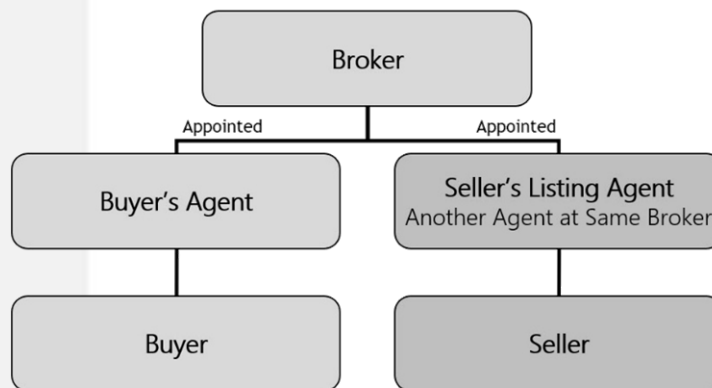 Broker
Appointed
Appointed
Buyer's Agent
Seller's Listing Agent
Another Agent at Same Broker
Buyer
Seller